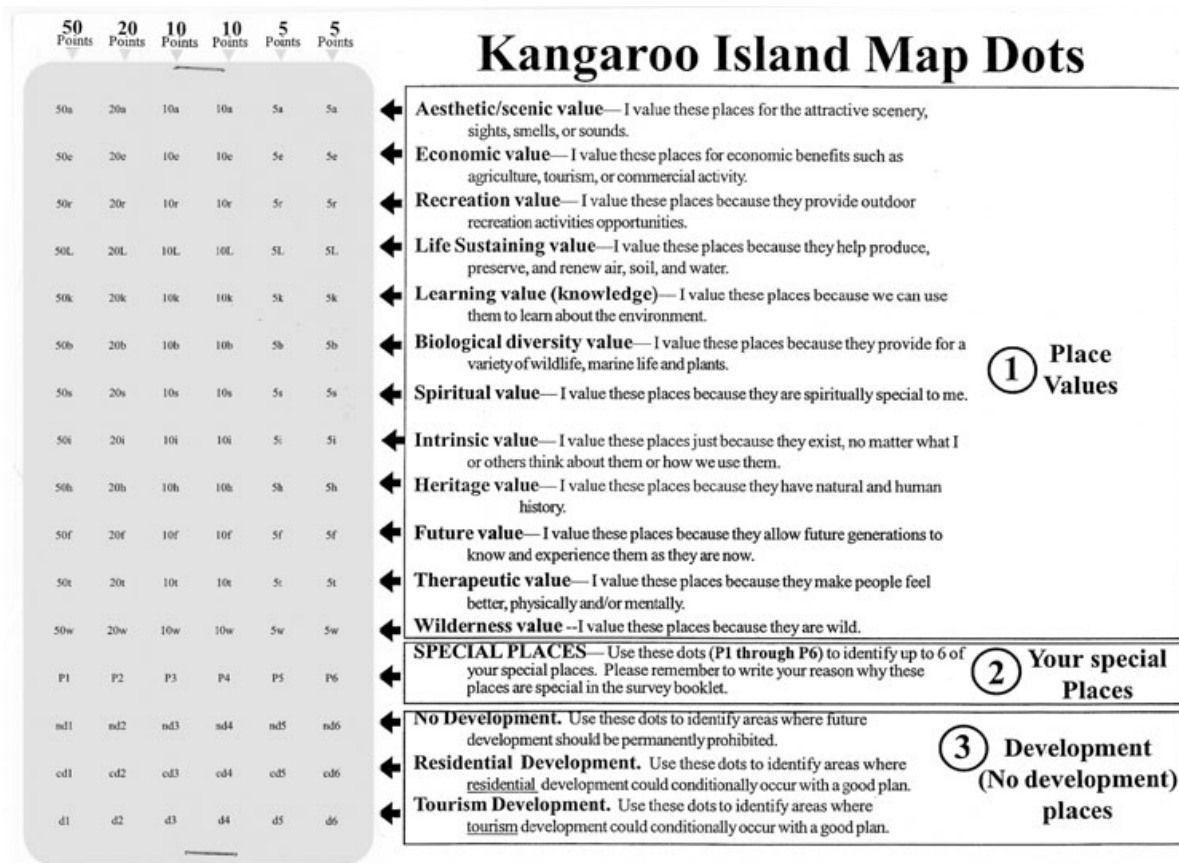 50 20 10 10 5 5
Points Points Points Points Points Points
Kangaroo Island Map Dots
50a 20a 10a 10a 5a 5a
Aesthetic/scenic value— I value these places for the attractive scenery,
sights, smells, or sounds.
50e 20e 10e 10e 5e 5e
Economic value— I value these places for economic benefits such as
agriculture, tourism, or commercial activity.
50r 20r 10r 10r 5r 5r
Recreation value— I value these places because they provide outdoor
recreation activities opportunities.
50L 20L 10L 10L 5L 5L
Life Sustaining value— I value these places because they help produce,
preserve, and renew air, soil, and water.
50k 20k 10k 10k 5k 5k
Learning value (knowledge)— I value these places because we can use
them to learn about the environment.
50b 20b 10b 10b 5b 5b
Biological diversity value— I value these places because they provide for a
variety of wildlife, marine life and plants.
50s 20s 10s 10s 5s 5s
Spiritual value— I value these places because they are spiritually special to me.
50i 20i 10i 10i 5i 5i
Intrinsic value— I value these places just because they exist, no matter what I
or others think about them or how we use them.
50h 20h 10h 10h 5h 5h
Heritage value— I value these places because they have natural and human
history.
50f 20f 10f 10f 5f 5f
Future value— I value these places because they allow future generations to
know and experience them as they are now.
50t 20t 10t 10t 5t 5t
Therapeutic value— I value these places because they make people feel
better, physically and/or mentally.
50w 20w 10w 10w 5w 5w
Wilderness value --I value these places because they are wild.
1 Place
Values
P1 P2 P3 P4 P5 P6
SPECIAL PLACES— Use these dots (P1 through P6) to identify up to 6 of
your special places. Please remember to write your reason why these
places are special in the survey booklet.
2 Your special
Places
nd1 nd2 nd3 nd4 nd5 nd6
No Development. Use these dots to identify areas where future
development should be permanently prohibited.
cd1 cd2 cd3 cd4 cd5 cd6
Residential Development. Use these dots to identify areas where
residential development could conditionally occur with a good plan.
d1 d2 d3 d4 d5 d6
Tourism Development. Use these dots to identify areas where
tourism development could conditionally occur with a good plan.
3 Development
(No development)
places